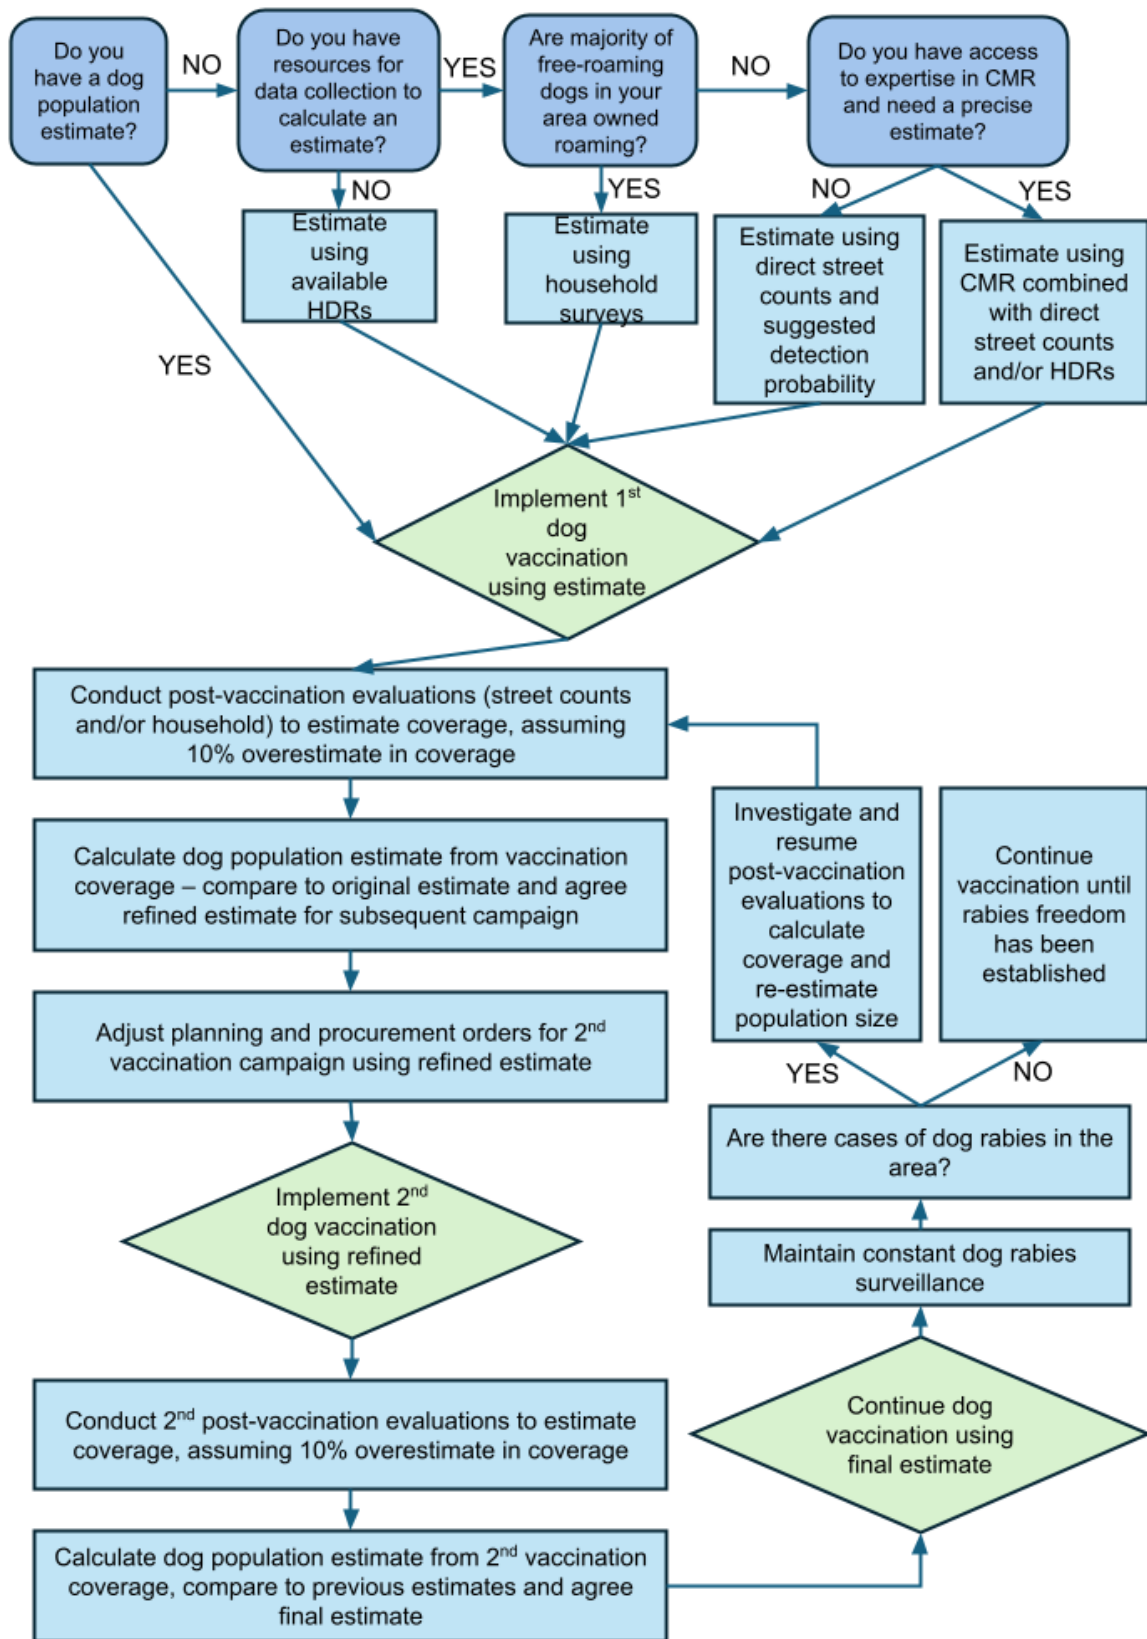 Do you
have a dog
population
estimate?
NO
Do you have
resources for
data collection to
calculate an
estimate?
YES
Are majority of
free-roaming
dogs in your
area owned
roaming?
NO
Do you have access
to expertise in CMR
and need a precise
estimate?
NO
YES
NO
YES
Estimate
using
available
HDRs
Estimate
using
household
surveys
Estimate using
direct street
counts and
suggested
detection
probability
Estimate using
CMR combined
with direct
street counts
and/or HDRs
YES
Implement 1st
dog
vaccination
using estimate
Conduct post-vaccination evaluations (street counts
and/or household) to estimate coverage, assuming
10% overestimate in coverage
Calculate dog population estimate from vaccination
coverage – compare to original estimate and agree
refined estimate for subsequent campaign
Adjust planning and procurement orders for 2nd
vaccination campaign using refined estimate
Implement 2nd
dog vaccination
using refined
estimate
Conduct 2nd post-vaccination evaluations to estimate
coverage, assuming 10% overestimate in coverage
Calculate dog population estimate from 2nd vaccination
coverage, compare to previous estimates and agree
final estimate
Continue dog
vaccination using
final estimate
Maintain constant dog rabies
surveillance
Are there cases of dog rabies in the
area?
YES
NO
Investigate and
resume
post-vaccination
evaluations to
calculate
coverage and
re-estimate
population size
Continue
vaccination until
rabies freedom
has been
established